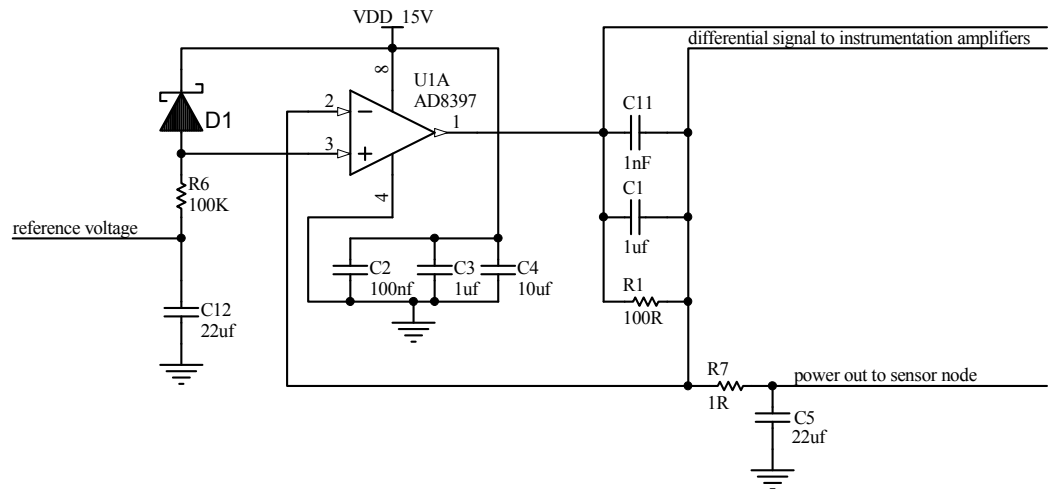 VDD_15V
differential signal to instrumentation amplifiers
8
U1A
AD8397
C11
1nF
2
1
D1
3
R6
100K
4
C1
1uf
reference voltage
C2
100nf
C3
1uf
C4
10uf
R1
100R
C12
22uf
R7
1R
power out to sensor node
C5
22uf